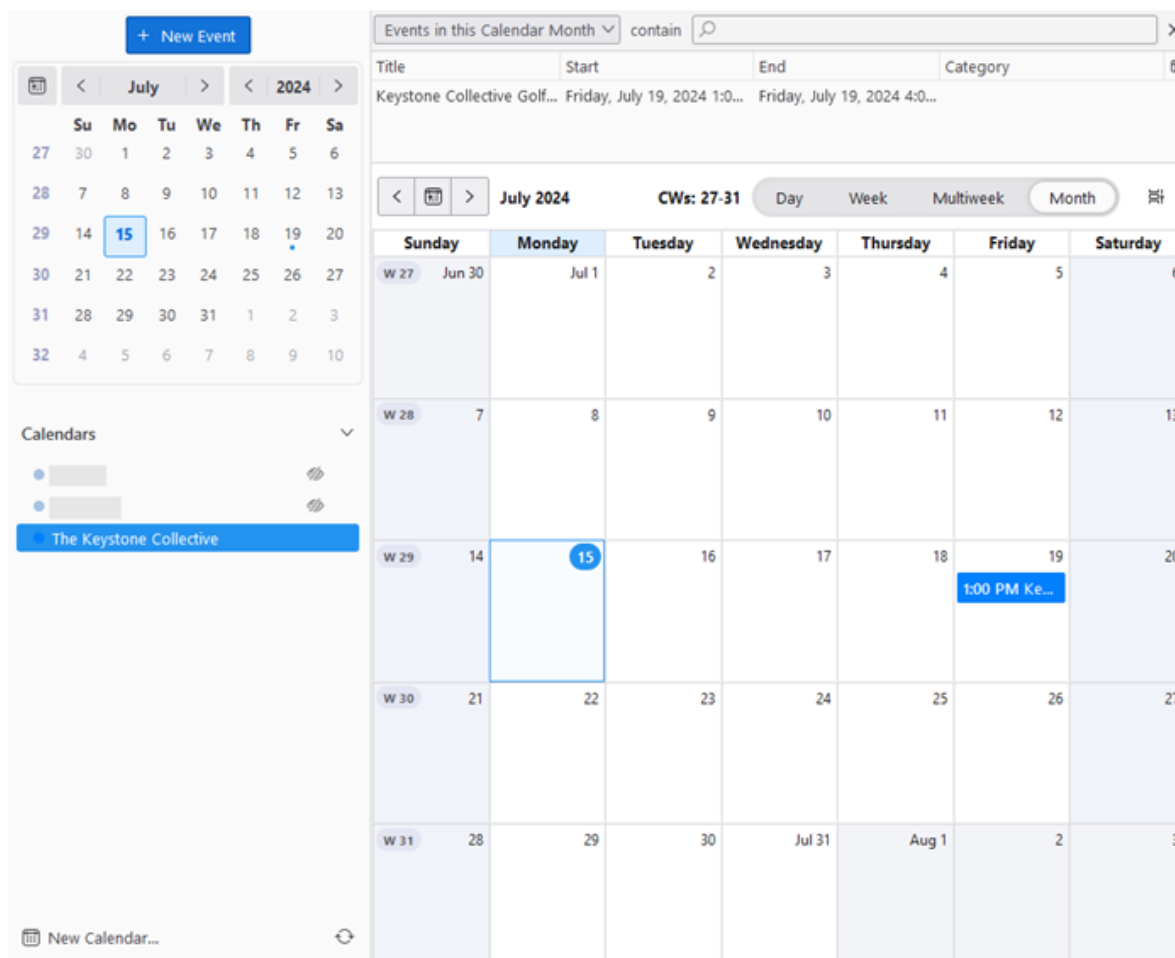 + New Event
July 2024
Su Mo Tu We Th Fr Sa
27 30 1 2 3 4 5 6
28 7 8 9 10 11 12 13
29 14 15 16 17 18 19 20
30 21 22 23 24 25 26 27
31 28 29 30 31 1 2 3
32 4 5 6 7 8 9 10
Calendars
The Keystone Collective
New Calendar...
Events in this Calendar Month contain
Title Start End Category
Keystone Collective Golf... Friday, July 19, 2024 1:0... Friday, July 19, 2024 4:0...
July 2024 CWs: 27-31 Day Week Multiweek Month
Sunday Monday Tuesday Wednesday Thursday Friday Saturday
W 27 Jun 30 Jul 1 2 3 4 5
W 28 7 8 9 10 11 12 13
W 29 14 15 16 17 18 19 20
1:00 PM Ke...
W 30 21 22 23 24 25 26 27
W 31 28 29 30 Jul 31 Aug 1 2 3